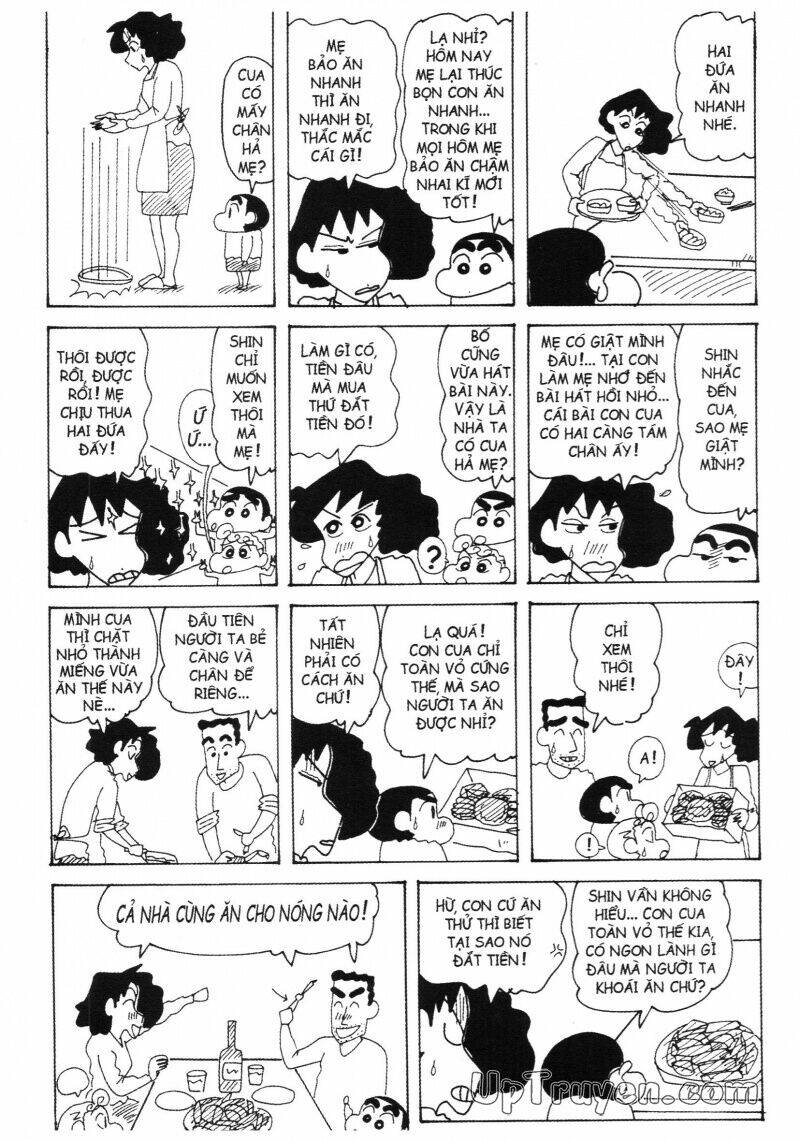 HAI
ĐỨA
ĂN
NHANH
NHÉ.
LẠ NHỈ?
HÔM NAY
MẸ LẠI THÚC
BỌN CON ĂN
NHANH...
TRONG KHI
MỌI HÔM MẸ
BẢO ĂN CHẬM
NHAI KĨ MỚI
TỐT!
MẸ
BẢO ĂN
NHANH
THÌ ĂN
NHANH ĐI,
THẮC MẮC
CÁI GÌ!
CUA
CÓ
MẤY
CHÂN
HẢ
MẸ?
SHIN
NHẮC
ĐẾN
CUA,
SAO MẸ
GIẬT
MÌNH?
MẸ CÓ GIẬT MÌNH
ĐÂU!... TẠI CON
LÀM MẸ NHỚ ĐẾN
BÀI HÁT HỒI NHỎ...
CÁI BÀI CON CUA
CÓ HAI CÀNG TÁM
CHÂN ẤY!
BỐ
CŨNG
VỪA HÁT
BÀI NÀY.
VẬY LÀ
NHÀ TA
CÓ CUA
HẢ MẸ?
LÀM GÌ CÓ,
TIỀN ĐÂU
MÀ MUA
THỨ ĐẮT
TIỀN ĐÓ!
?
SHIN
CHỈ
MUỐN
XEM
THÔI
MÀ
MẸ!
Ứ
Ứ...
THÔI ĐƯỢC
RỒI, ĐƯỢC
RỒI! MẸ
CHỊU THUA
HAI ĐỨA
ĐẤY!
ĐÂY
!
CHỈ
XEM
THÔI
NHÉ!
A!
!
LẠ QUÁ!
CON CUA CHỈ
TOÀN VỎ CỨNG
THẾ, MÀ SAO
NGƯỜI TA ĂN
ĐƯỢC NHỈ?
TẤT
NHIÊN
PHẢI CÓ
CÁCH ĂN
CHỨ!
ĐẦU TIÊN
NGƯỜI TA BẺ
CÀNG VÀ
CHÂN ĐỂ
RIÊNG...
MÌNH CUA
THÌ CHẶT
NHỎ THÀNH
MIẾNG VỪA
ĂN THẾ NÀY
NÈ...
SHIN VẪN KHÔNG
HIỂU... CON CUA
TOÀN VỎ THẾ KIA,
CÓ NGON LÀNH GÌ
ĐÂU MÀ NGƯỜI TA
KHOÁI ĂN CHỨ?
HỪ, CON CỨ ĂN
THỬ THÌ BIẾT
TẠI SAO NÓ
ĐẮT TIỀN!
CẢ NHÀ CÙNG ĂN CHO NÓNG NÀO!
UpTruyen.com